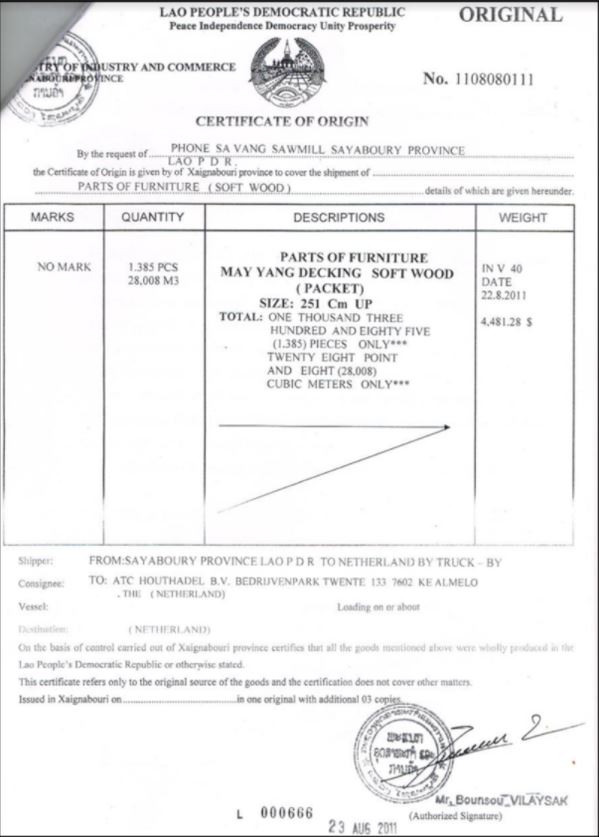 LAO PEOPLE'S DEMOCRATIC REPUBLIC
Peace Independence Democracy Unity Prosperity
ORIGINAL
TRY OF INDUSTRY AND COMMERCE
PROVINCE
No. 1108080111
CERTIFICATE OF ORIGIN
By the request of PHONE SA VANG SAWMILL SAYABOURY PROVINCE
LAO P D R.
the Certificate of Origin is given by of Xaignabouri province to cover the shipment of
PARTS OF FURNITURE ( SOFT WOOD ) details of which are given hereunder.
MARKS QUANTITY DESCRIPTIONS WEIGHT
NO MARK
1.385 PCS
28,008 M3
PARTS OF FURNITURE
MAY YANG DECKING SOFT WOOD
( PACKET)
SIZE: 251 Cm UP
TOTAL: ONE THOUSAND THREE
HUNDRED AND EIGHTY FIVE
(1.385) PIECES ONLY***
TWENTY EIGHT POINT
AND EIGHT (28,008)
CUBIC METERS ONLY***
IN V 40
DATE
22.8.2011
4,481.28 $
Shipper: FROM:SAYABOURY PROVINCE LAO P D R TO NETHERLAND BY TRUCK - BY
Consignee: TO: ATC HOUTHADEL B.V. BEDRIJVENPARK TWENTE 133 7602 KE ALMELO
. THE ( NETHERLAND)
Vessel: Loading on or about
Destination: ( NETHERLAND)
On the basis of control carried out of Xaignabouri province certifies that all the goods mentioned above were wholly produced in the
Lao People's Democratic Republic or otherwise stated.
This certificate refers only to the original source of the goods and the certification does not cover other matters.
Issued in Xaignabouri on in one original with additional 03 copies
Mr. Bounsou VILAYSAK
(Authorized Signature)
L 000666
23 AUG 2011